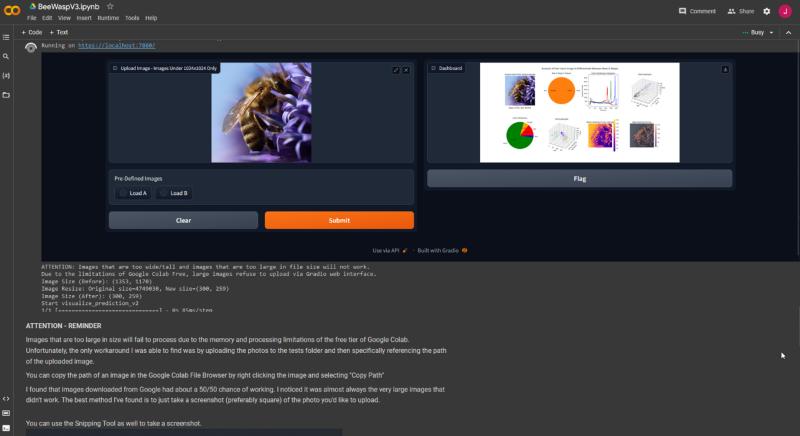 BeeWaspV3.ipynb
File Edit View Insert Runtime Tools Help
Comment Share J
+ Code + Text
Busy
Running on https://localhost:7860/
Upload Image - Images Under 1024x1024 Only
Dashboard
Pre-Defined Images
Load A Load B
Flag
Clear Submit
Use via API · Built with Gradio
ATTENTION: Images that are too wide/tall and images that are too large in file size will not work.
Due to the limitations of Google Colab Free, large images refuse to upload via Gradio web interface.
Image Size (Before): (1353, 1170)
Image Resize: Original size=4749030, New size=(300, 259)
Image Size (After): (300, 259)
Start visualize_prediction_v2
1/1 [==============================] - 0s 85ms/step
ATTENTION - REMINDER
Images that are too large in size will fail to process due to the memory and processing limitations of the free tier of Google Colab.
Unfortunately, the only workaround I was able to find was by uploading the photos to the tests folder and then specifically referencing the path
of the uploaded image.
You can copy the path of an image in the Google Colab File Browser by right clicking the image and selecting "Copy Path"
I found that images downloaded from Google had about a 50/50 chance of working. I noticed it was almost always the very large images that
didn't work. The best method I've found is to just take a screenshot (preferably square) of the photo you'd like to upload.
You can use the Snipping Tool as well to take a screenshot.